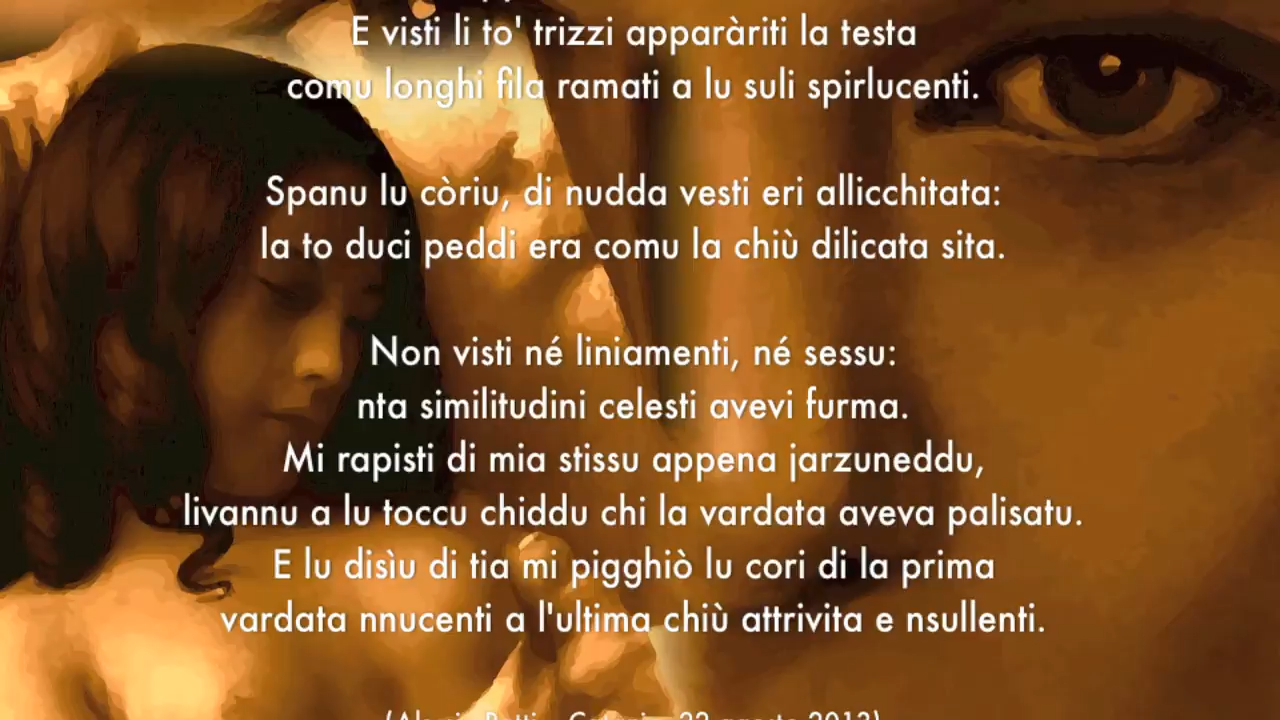 E visti li to' trizzi apparàriti la testa
comu longhi fila ramati a lu suli spirlucenti.
Spanu lu còriu, di nudda vesti eri allicchitata:
la to duci peddi era comu la chiù dilicata sita.
Non visti né liniamenti, né sessu:
nta similitudini celesti avevi furma.
Mi rapisti di mia stissu appena jarzuneddu,
livannu a lu toccu chiddu chi la vardata aveva palisatu.
E lu disìu di tia mi pigghiò lu cori di la prima
vardata nnucenti a l'ultima chiù attrivita e nsullenti.